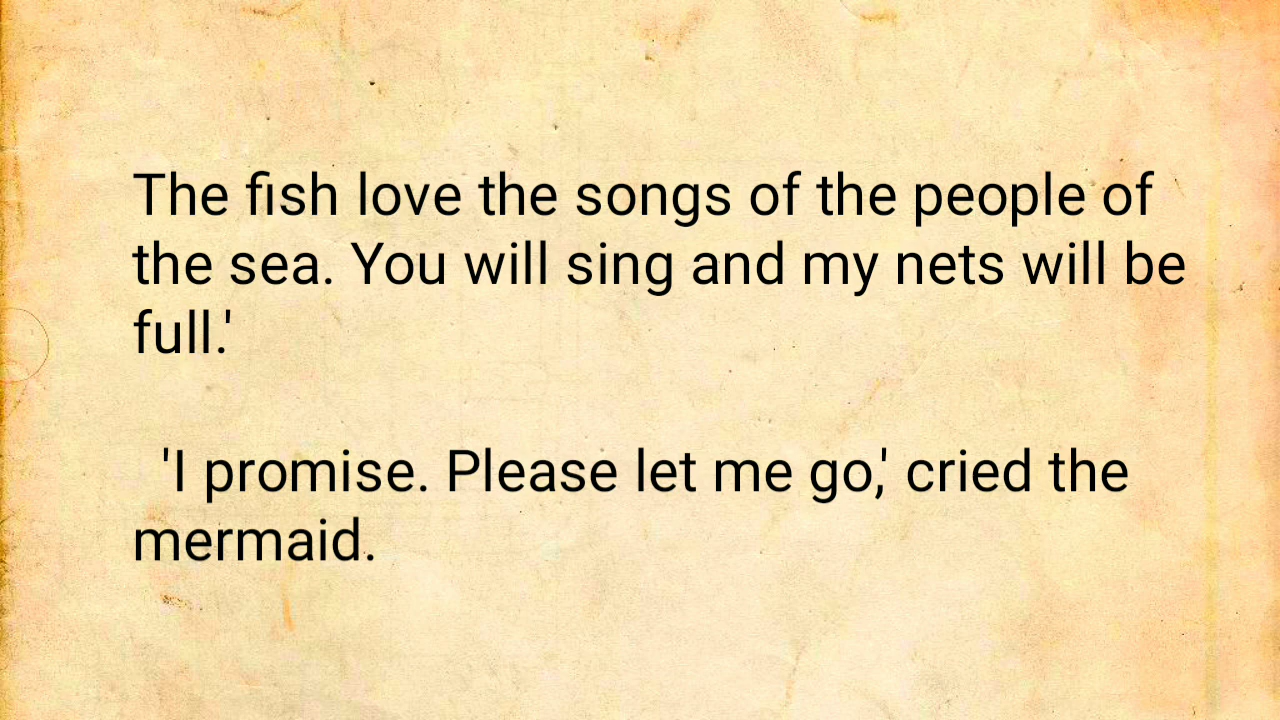 The fish love the songs of the people of
the sea. You will sing and my nets will be
full.'
'I promise. Please let me go,' cried the
mermaid.